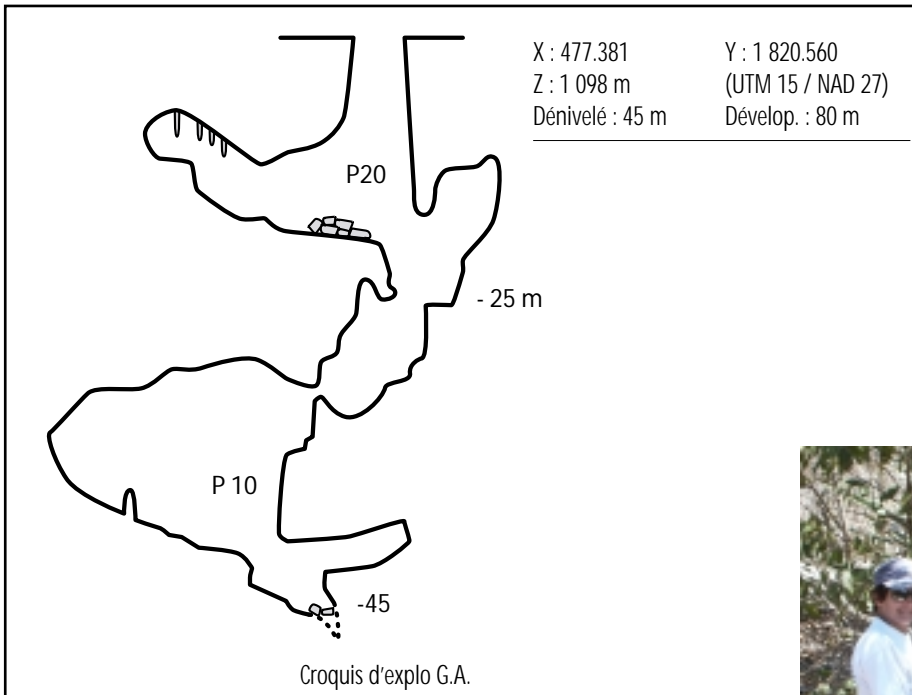 X : 477.381 Y : 1 820.560
Z : 1 098 m (UTM 15 / NAD 27)
Dénivelé : 45 m Dévelop. : 80 m
P20
- 25 m
P 10
-45
Croquis d'explo G.A.